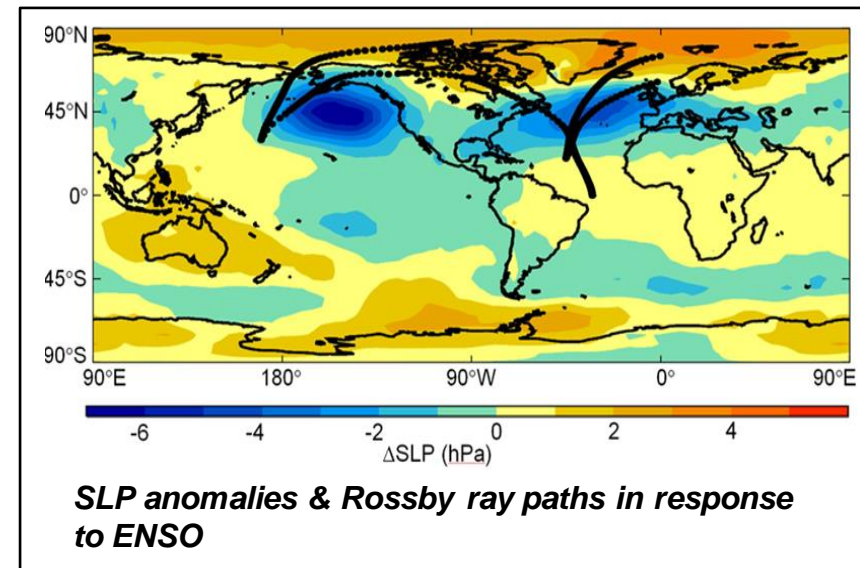 90°N
45°N
0°
45°S
90°S
90°E 180° 90°W 0° 90°E
-6 -4 -2 0 2 4
ΔSLP (hPa)
SLP anomalies & Rossby ray paths in response
to ENSO